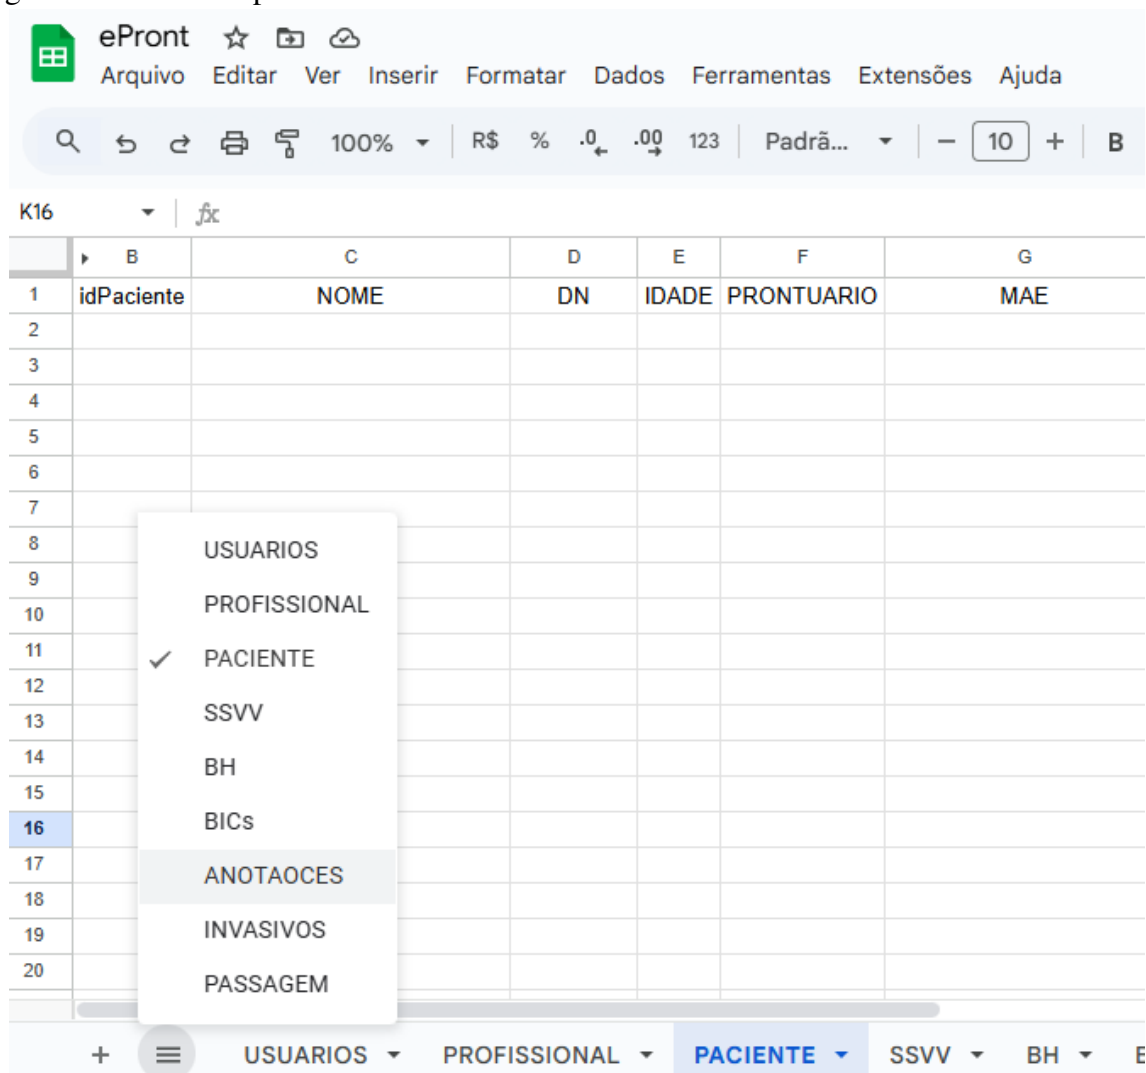 ePront
Arquivo Editar Ver Inserir Formatar Dados Ferramentas Extensões Ajuda
100% R$ % .0 .00 123 Padrã... − 10 + B
K16 fx
B C D E F G
1 idPaciente NOME DN IDADE PRONTUARIO MAE
2
3
4
5
6
7
8
9
10
11
12
13
14
15
16
17
18
19
20
USUARIOS
PROFISSIONAL
PACIENTE
SSVV
BH
BICs
ANOTAOCES
INVASIVOS
PASSAGEM
+ USUARIOS PROFISSIONAL PACIENTE SSVV BH